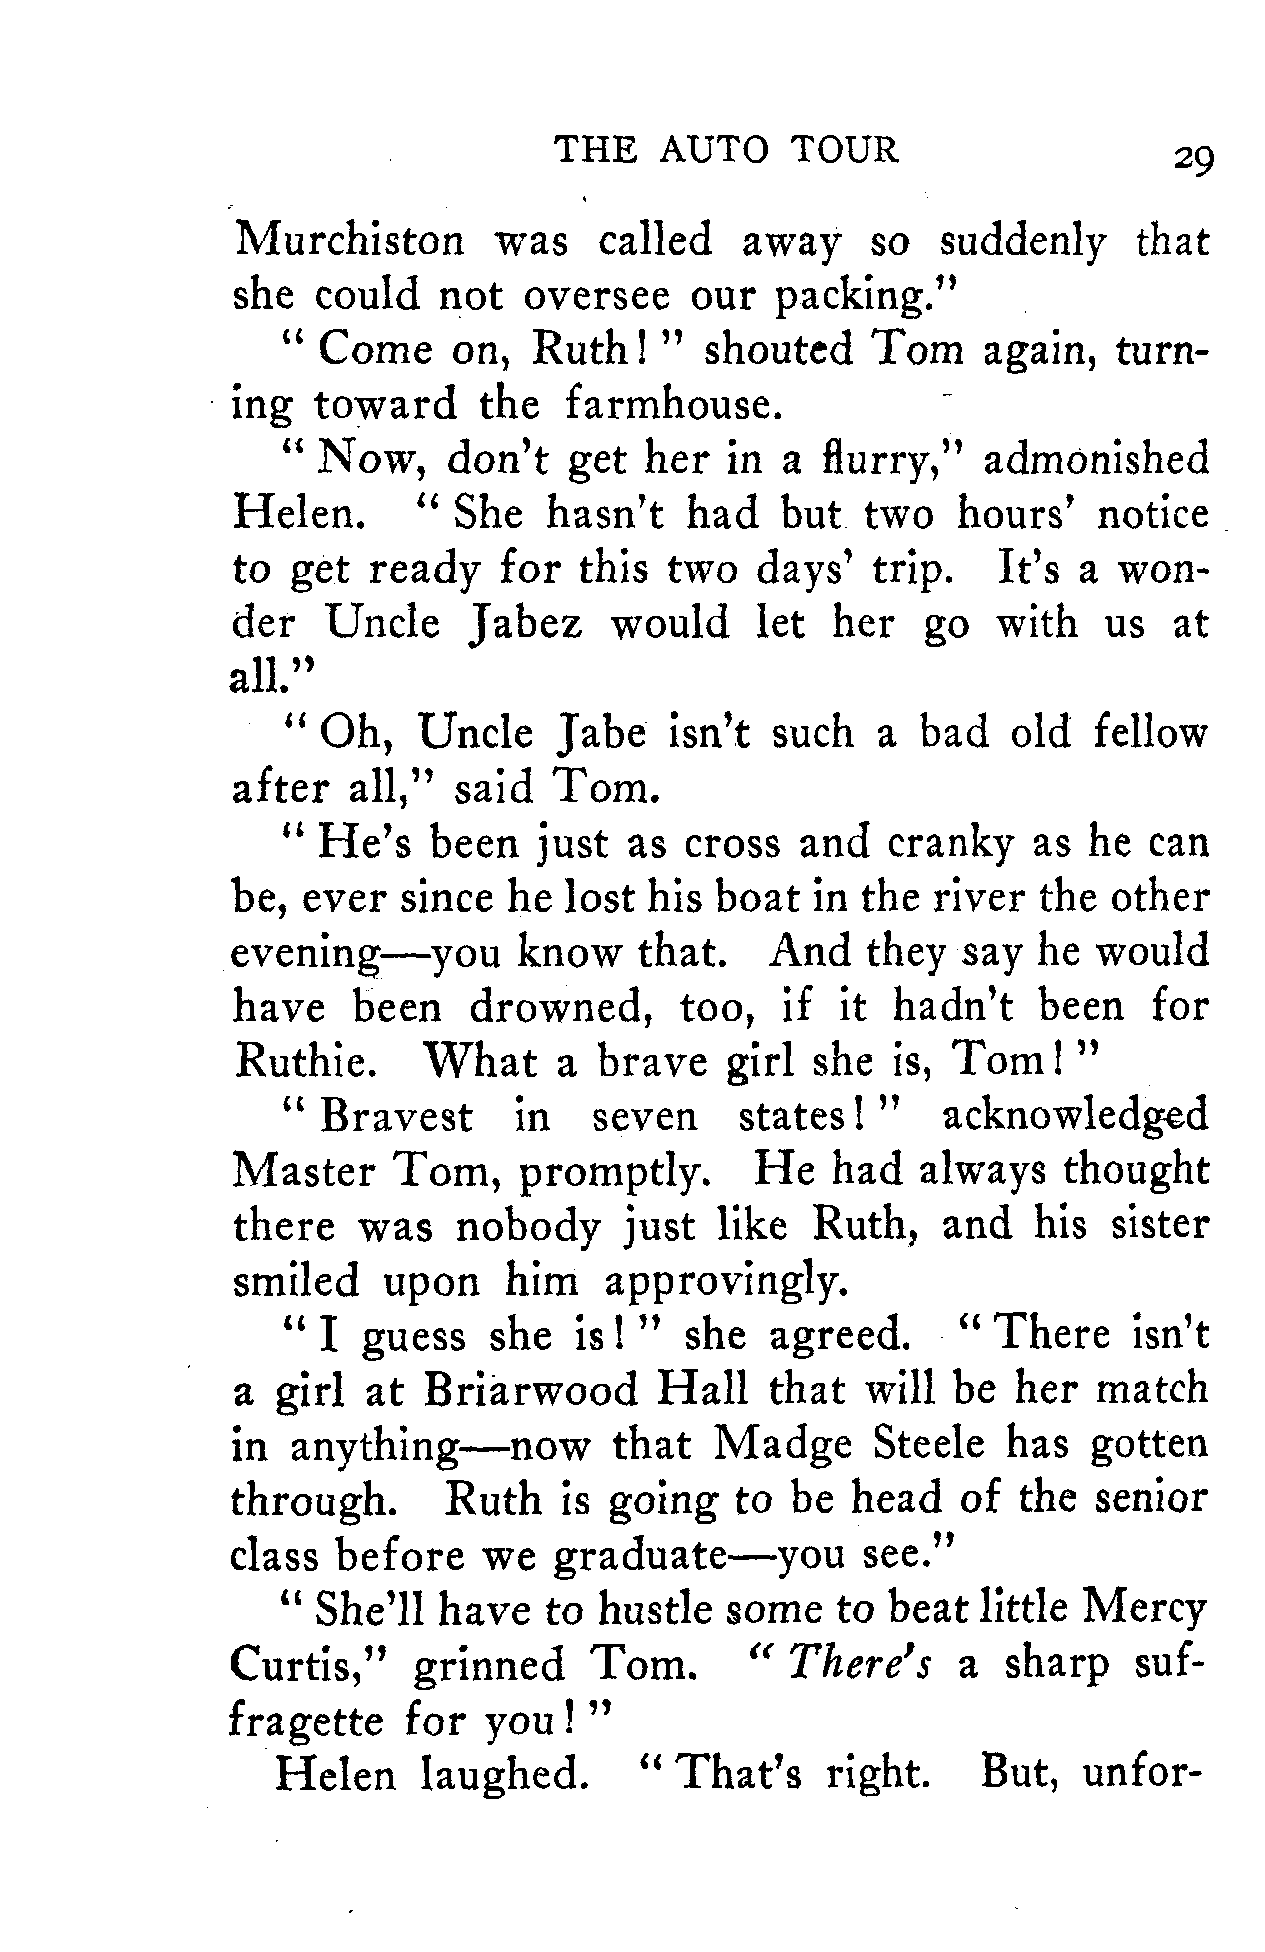 THE AUTO TOUR 29
Murchiston was called away so suddenly that
she could not oversee our packing."
" Come on, Ruth! " shouted Tom again, turn-
ing toward the farmhouse.
" Now, don't get her in a flurry," admonished
Helen. " She hasn't had but two hours' notice
to get ready for this two days' trip. It's a won-
der Uncle Jabez would let her go with us at
all."
" Oh, Uncle Jabe isn't such a bad old fellow
after all," said Tom.
" He's been just as cross and cranky as he can
be, ever since he lost his boat in the river the other
evening—you know that. And they say he would
have been drowned, too, if it hadn't been for
Ruthie. What a brave girl she is, Tom! "
" Bravest in seven states! " acknowledged
Master Tom, promptly. He had always thought
there was nobody just like Ruth, and his sister
smiled upon him approvingly.
" I guess she is! " she agreed. " There isn't
a girl at Briarwood Hall that will be her match
in anything—now that Madge Steele has gotten
through. Ruth is going to be head of the senior
class before we graduate—you see."
" She'll have to hustle some to beat little Mercy
Curtis," grinned Tom. " There's a sharp suf-
fragette for you! "
Helen laughed. " That's right. But, unfor-